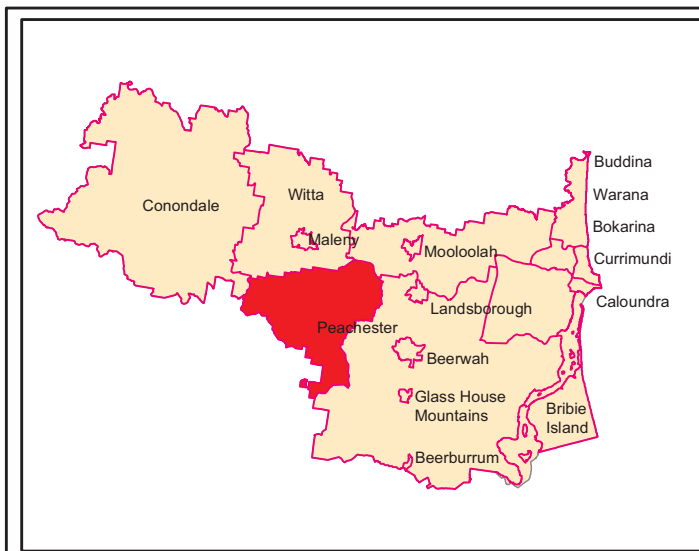 Buddina
Witta
Warana
Conondale
Bokarina
Maleny
Mooloolah
Currimundi
Landsborough
Caloundra
Peachester
Beerwah
Glass House
Mountains
Bribie
Island
Beerburrum